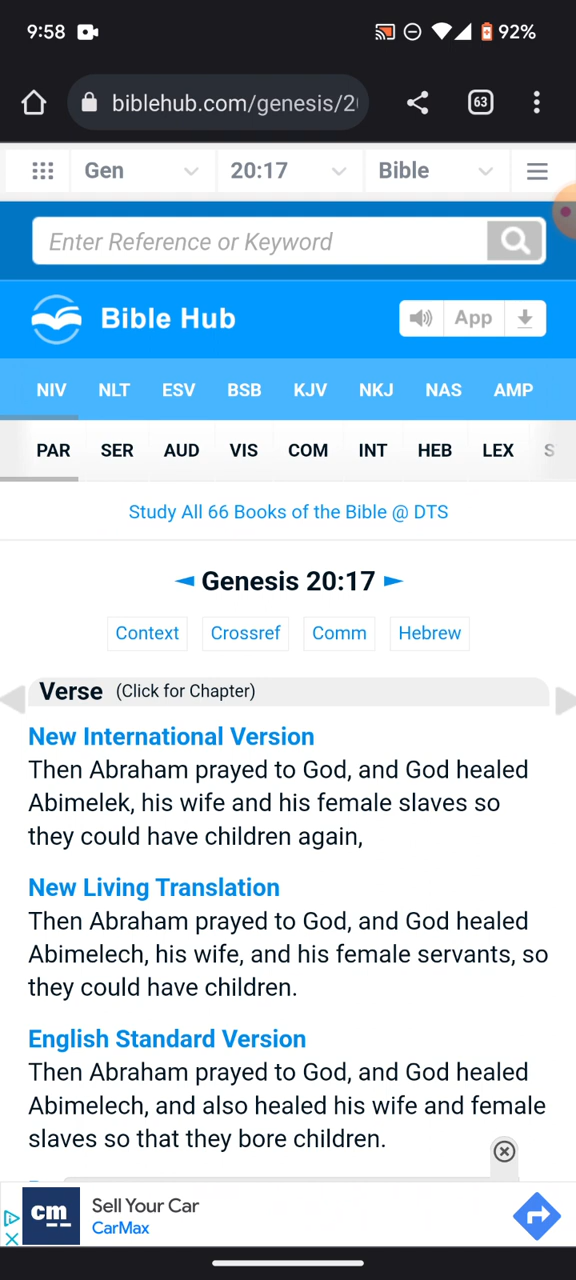 9:58 92%
biblehub.com/genesis/2 63
Gen 20:17 Bible
Enter Reference or Keyword
Bible Hub App
NIV NLT ESV BSB KJV NKJ NAS AMP
PAR SER AUD VIS COM INT HEB LEX S
Study All 66 Books of the Bible @ DTS
Genesis 20:17
Context Crossref Comm Hebrew
Verse (Click for Chapter)
New International Version
Then Abraham prayed to God, and God healed
Abimelek, his wife and his female slaves so
they could have children again,
New Living Translation
Then Abraham prayed to God, and God healed
Abimelech, his wife, and his female servants, so
they could have children.
English Standard Version
Then Abraham prayed to God, and God healed
Abimelech, and also healed his wife and female
slaves so that they bore children.
cm Sell Your Car
CarMax